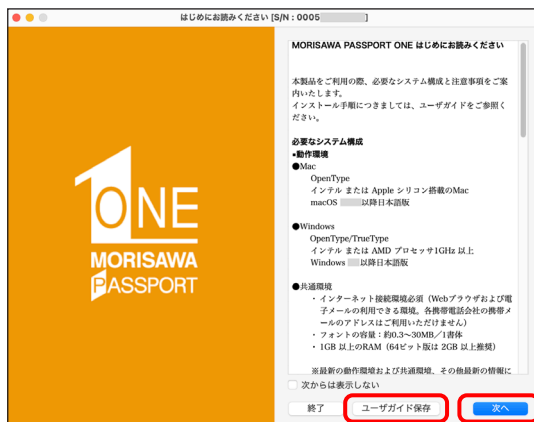 はじめにお読みください [S/N : 0005 ]
ONE
MORISAWA
PASSPORT
MORISAWA PASSPORT ONE はじめにお読みください
本製品をご利用の際、必要なシステム構成と注意事項をご案
内いたします。
インストール手順につきましては、ユーザガイドをご参照く
ださい。
必要なシステム構成
•動作環境
●Mac
OpenType
インテル または Apple シリコン搭載のMac
macOS 以降日本語版
●Windows
OpenType/TrueType
インテル または AMD プロセッサ1GHz 以上
Windows 以降日本語版
●共通環境
・インターネット接続環境必須（Webブラウザおよび電
子メールの利用できる環境。各携帯電話会社の携帯メ
ールのアドレスはご利用いただけません）
・フォントの容量：約0.3〜30MB／1書体
・1GB 以上のRAM（64ビット版は 2GB 以上推奨）
※最新の動作環境および共通環境、その他最新の情報に
次からは表示しない
終了
ユーザガイド保存
次へ